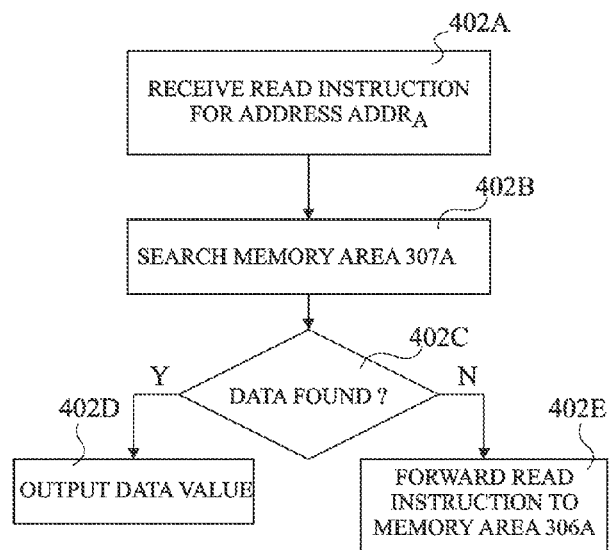 402A
RECEIVE READ INSTRUCTION
FOR ADDRESS ADDRA
402B
SEARCH MEMORY AREA 307A
402C
Y
DATA FOUND ?
N
402D
402E
OUTPUT DATA VALUE
FORWARD READ
INSTRUCTION TO
MEMORY AREA 306A